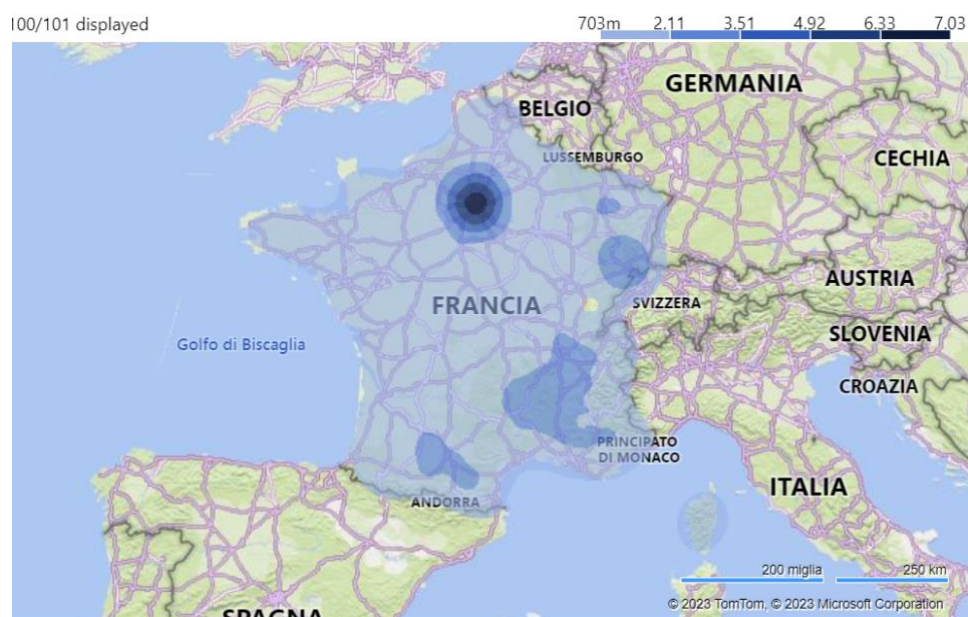 100/101 displayed
703m 2.11 3.51 4.92 6.33 7.03
GERMANIA
BELGIO
LUSSEMBURGO
CECHIA
AUSTRIA
FRANCIA
SVIZZERA
SLOVENIA
Golfo di Biscaglia
CROAZIA
PRINCIPATO
DI MONACO
ITALIA
ANDORRA
200 miglia 250 km
© 2023 TomTom, © 2023 Microsoft Corporation
SPAGNA